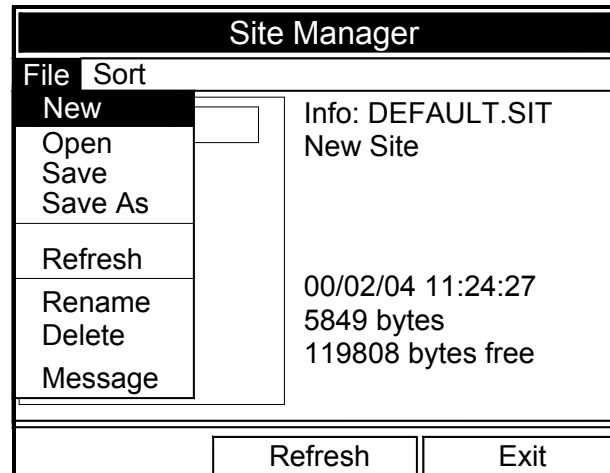 Site Manager
File Sort
New
Open
Save
Save As
Refresh
Rename
Delete
Message
Info: DEFAULT.SIT
New Site
00/02/04 11:24:27
5849 bytes
119808 bytes free
Refresh Exit